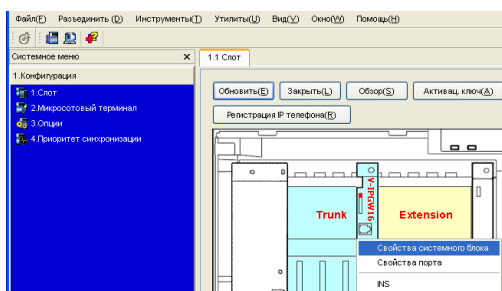 Файл(F) Разъединить (D) Инструменты(T) Утилиты(U) Вид(V) Окно(W) Помощь(H)
Системное меню
1.1 Слот
1.Конфигурация
1.Слот
2.Микросотовый терминал
3.Опции
4.Приоритет синхронизации
Обновить(E) Закрыть(L) Обзор(S) Активац. ключ(A)
Регистрация IP телефона(R)
V-IPGW16
Trunk
Extension
Свойства системного блока
Свойства порта
INS